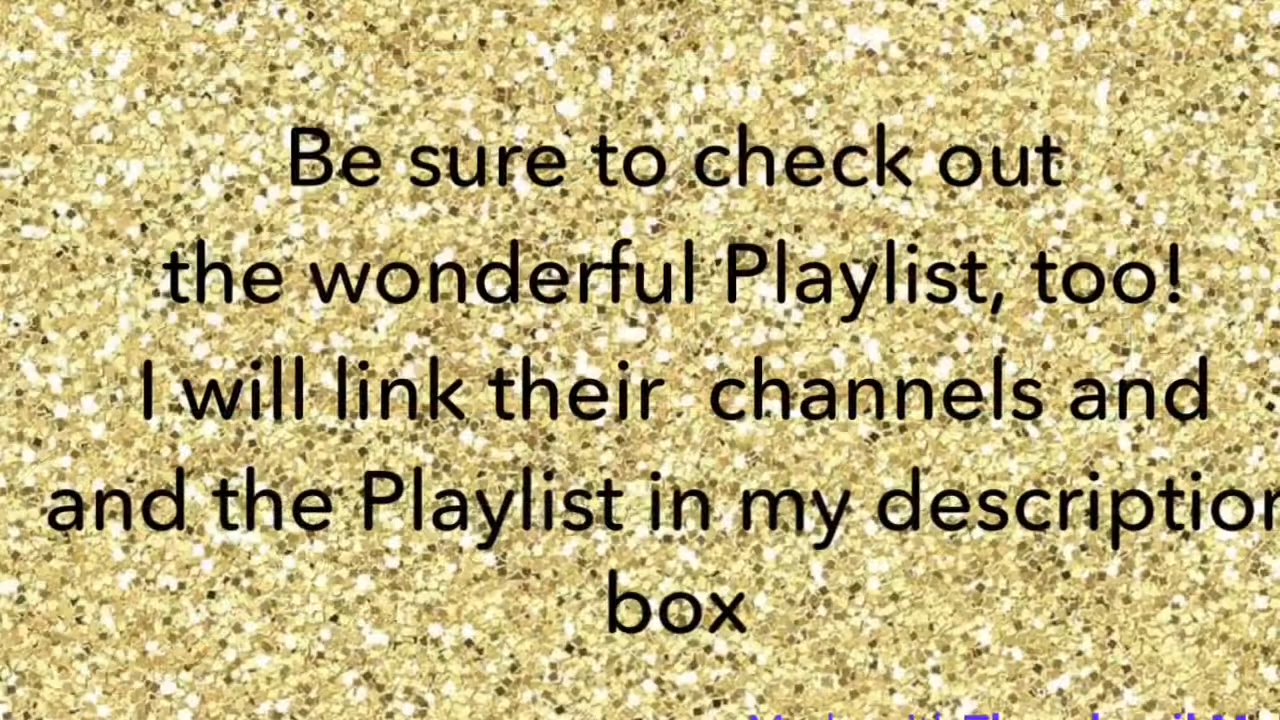 Be sure to check out
the wonderful Playlist, too!
I will link their channels and
and the Playlist in my description
box